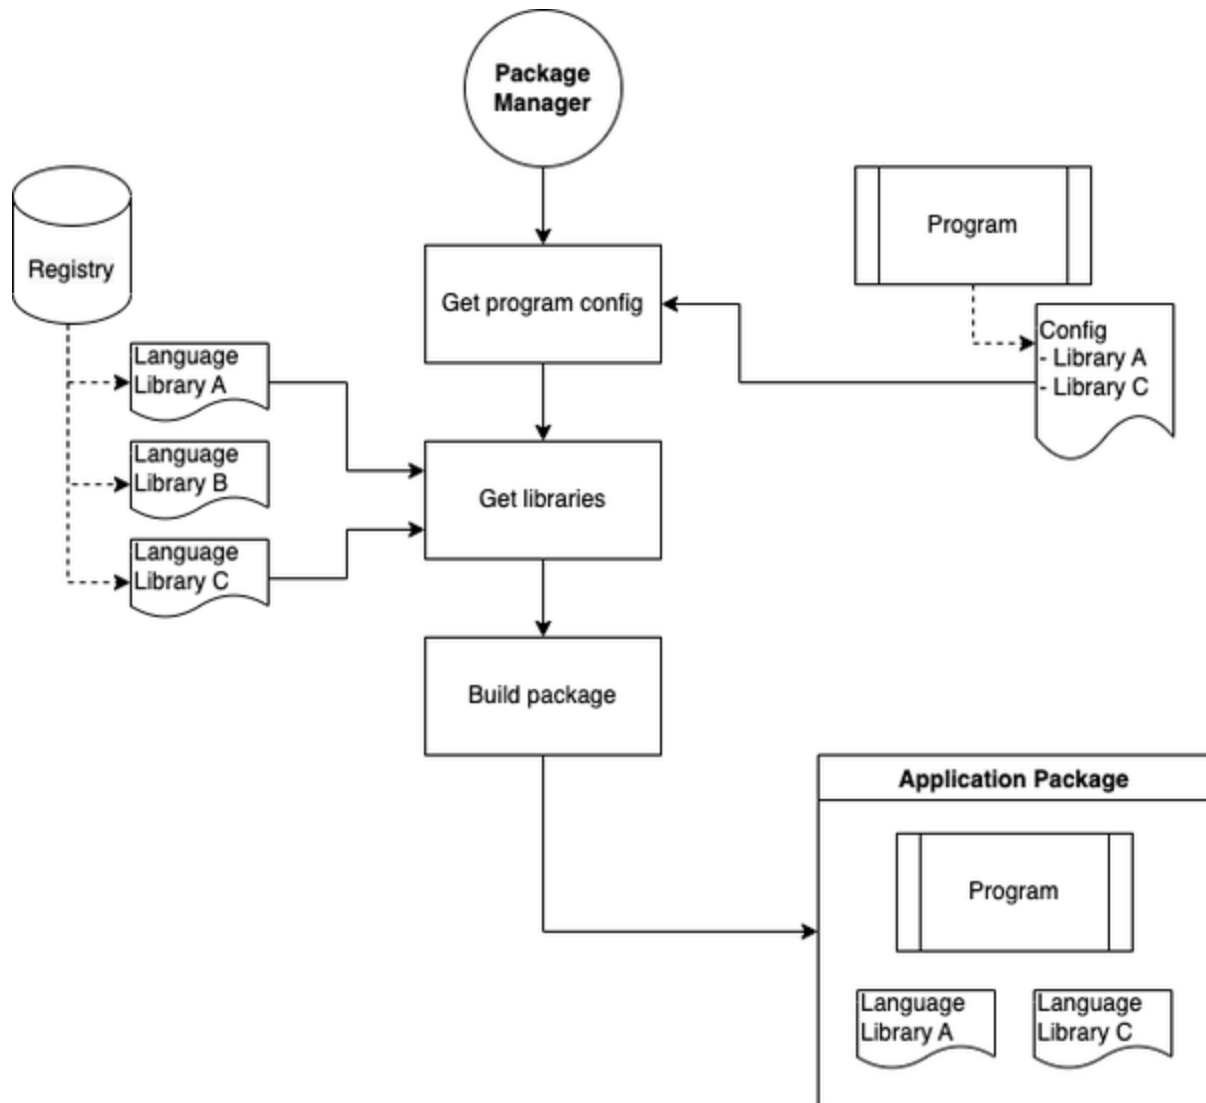 Package
Manager
Program
Registry
Get program config
Config
- Library A
- Library C
Language
Library A
Language
Library B
Get libraries
Language
Library C
Build package
Application Package
Program
Language
Library A
Language
Library C